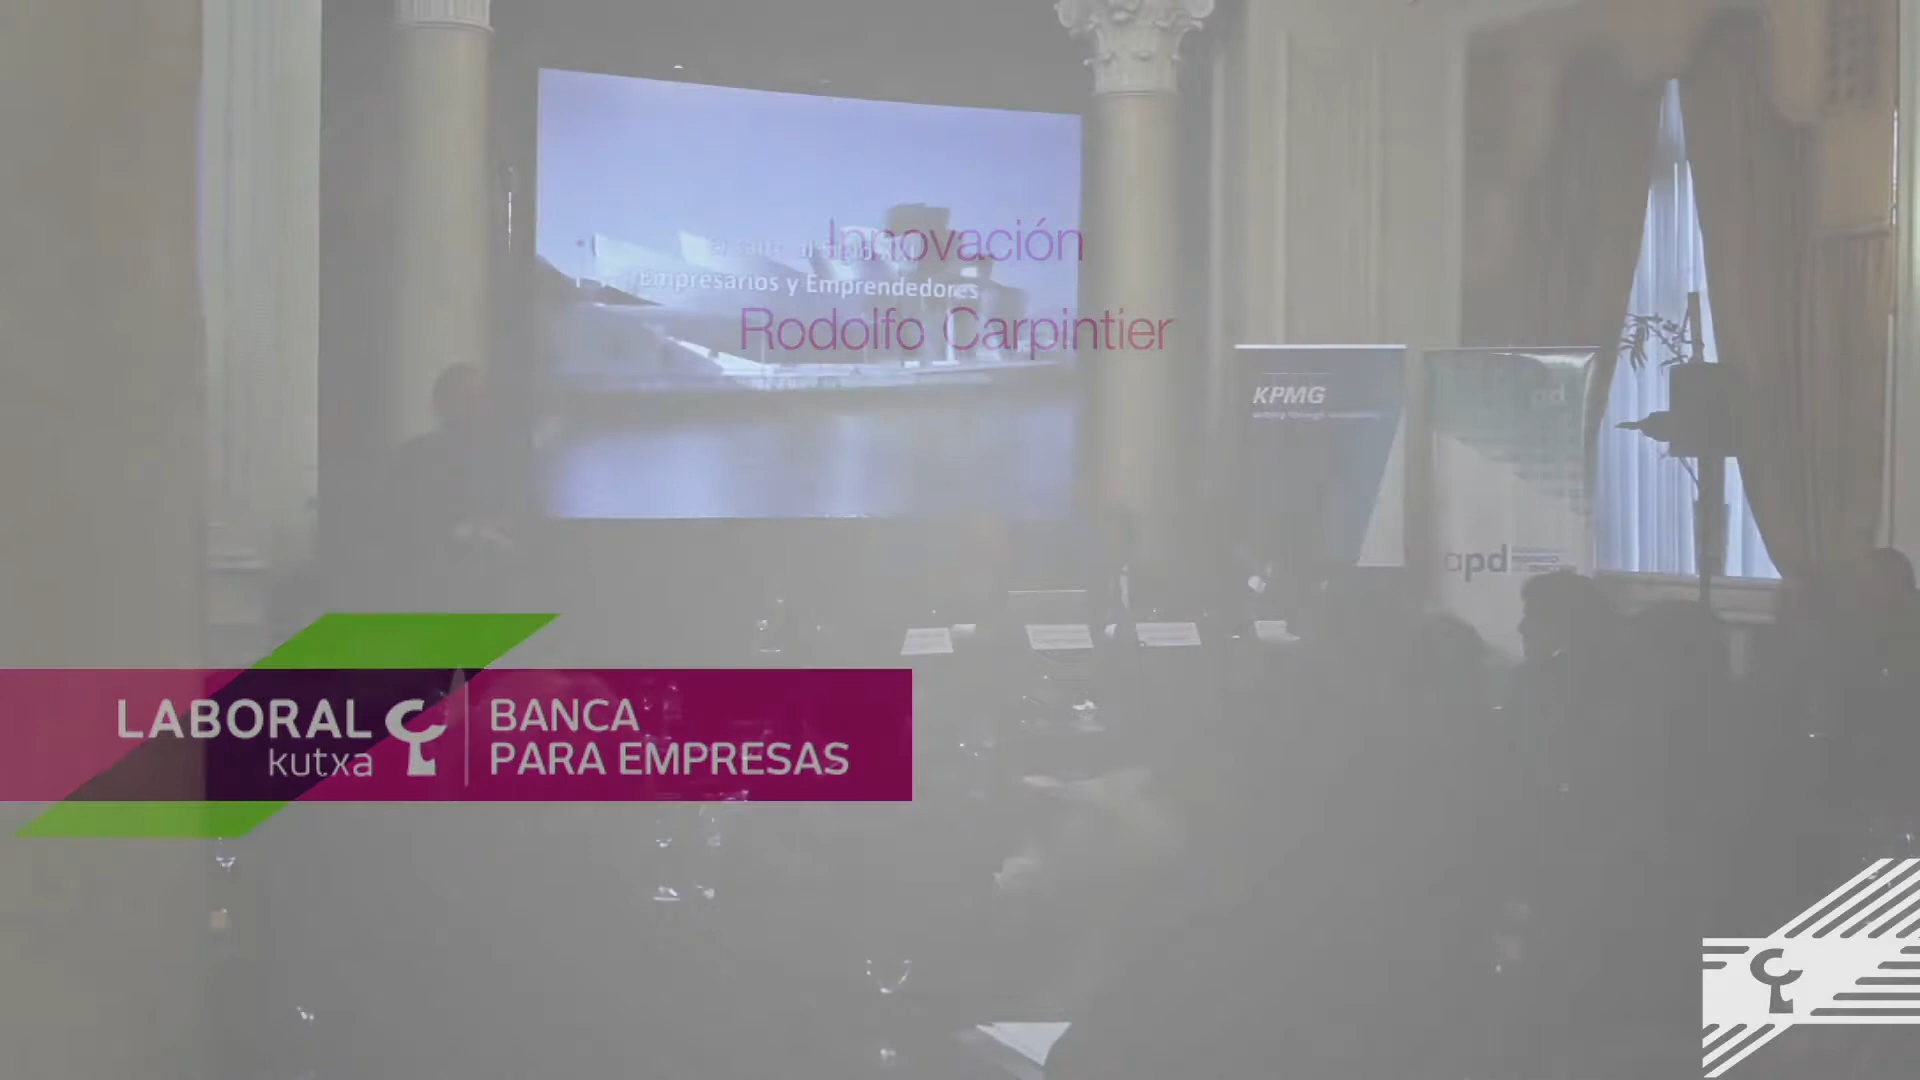 Innovación
Empresarios y Emprendedores
Rodolfo Carpintier
KPMG
apd
LABORAL
kutxa
BANCA
PARA EMPRESAS